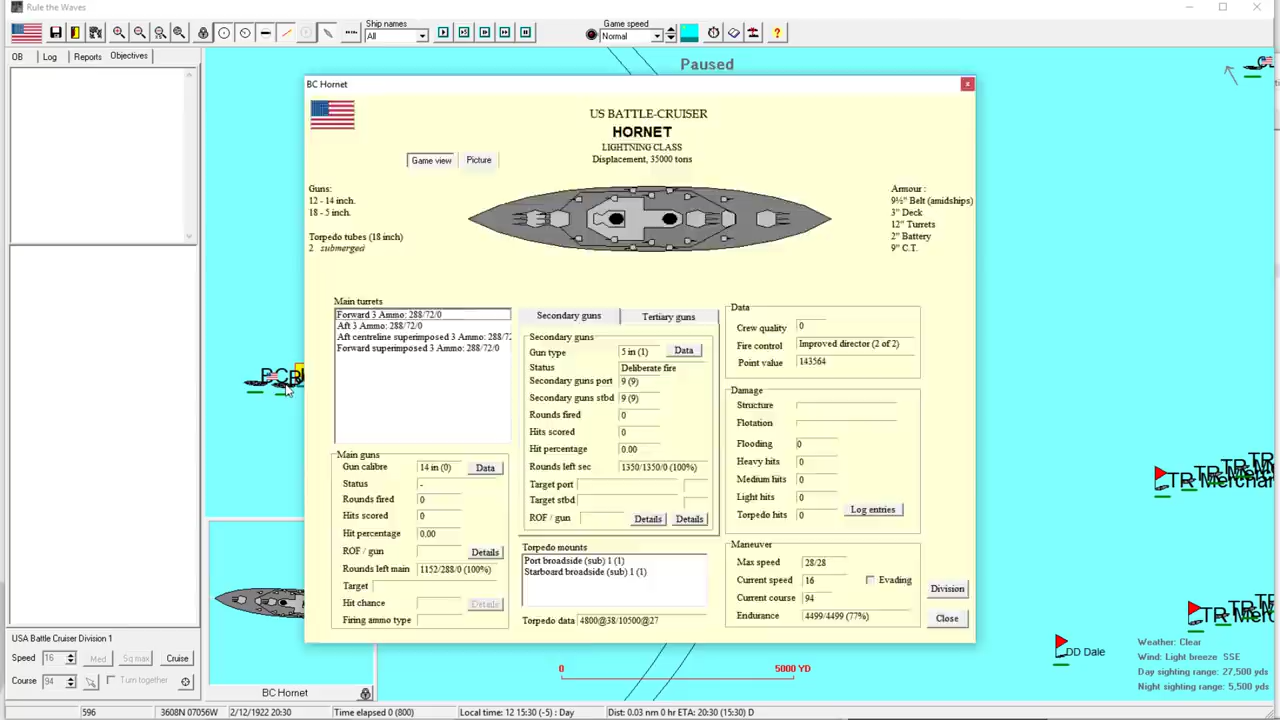 Rule the Waves
Ship names
All
Game speed
Normal
OB Log Reports Objectives
Paused
BC Hornet
US BATTLE-CRUISER
HORNET
LIGHTNING CLASS
Displacement, 35000 tons
Game view Picture
Guns:
12 - 14 inch.
18 - 5 inch.
Torpedo tubes (18 inch)
2 submerged
Armour :
9½" Belt (amidships)
3" Deck
12" Turrets
2" Battery
9" C.T.
Main turrets
Forward 3 Ammo: 288/72/0
Aft 3 Ammo: 288/72/0
Aft centreline superimposed 3 Ammo: 288/7
Forward superimposed 3 Ammo: 288/72/0
Main guns
Gun calibre 14 in (0) Data
Status -
Rounds fired 0
Hits scored 0
Hit percentage 0.00
ROF / gun Details
Rounds left main 1152/288/0 (100%)
Target
Hit chance Details
Firing ammo type
Secondary guns Tertiary guns
Secondary guns
Gun type 5 in (1) Data
Status Deliberate fire
Secondary guns port 9 (9)
Secondary guns stbd 9 (9)
Rounds fired 0
Hits scored 0
Hit percentage 0.00
Rounds left sec 1350/1350/0 (100%)
Target port
Target stbd
ROF / gun Details Details
Torpedo mounts
Port broadside (sub) 1 (1)
Starboard broadside (sub) 1 (1)
Torpedo data 4800@38/10500@27
Data
Crew quality 0
Fire control Improved director (2 of 2)
Point value 143564
Damage
Structure
Flotation
Flooding 0
Heavy hits 0
Medium hits 0
Light hits 0
Torpedo hits 0
Log entries
Maneuver
Max speed 28/28
Current speed 16 Evading
Current course 94
Endurance 4499/4499 (77%)
Division
Close
TR Merchant
DD Dale
Weather: Clear
Wind: Light breeze SSE
Day sighting range: 27,500 yds
Night sighting range: 5,500 yds
0 5000 YD
USA Battle Cruiser Division 1
Speed 16 Med Sq max Cruise
Course 94 Turn together
BC Hornet
596 3608N 07056W 2/12/1922 20:30 Time elapsed 0 (800) Local time: 12 15:30 (-5) : Day Dist: 0.03 nm 0 hr ETA: 20:30 (15:30) D